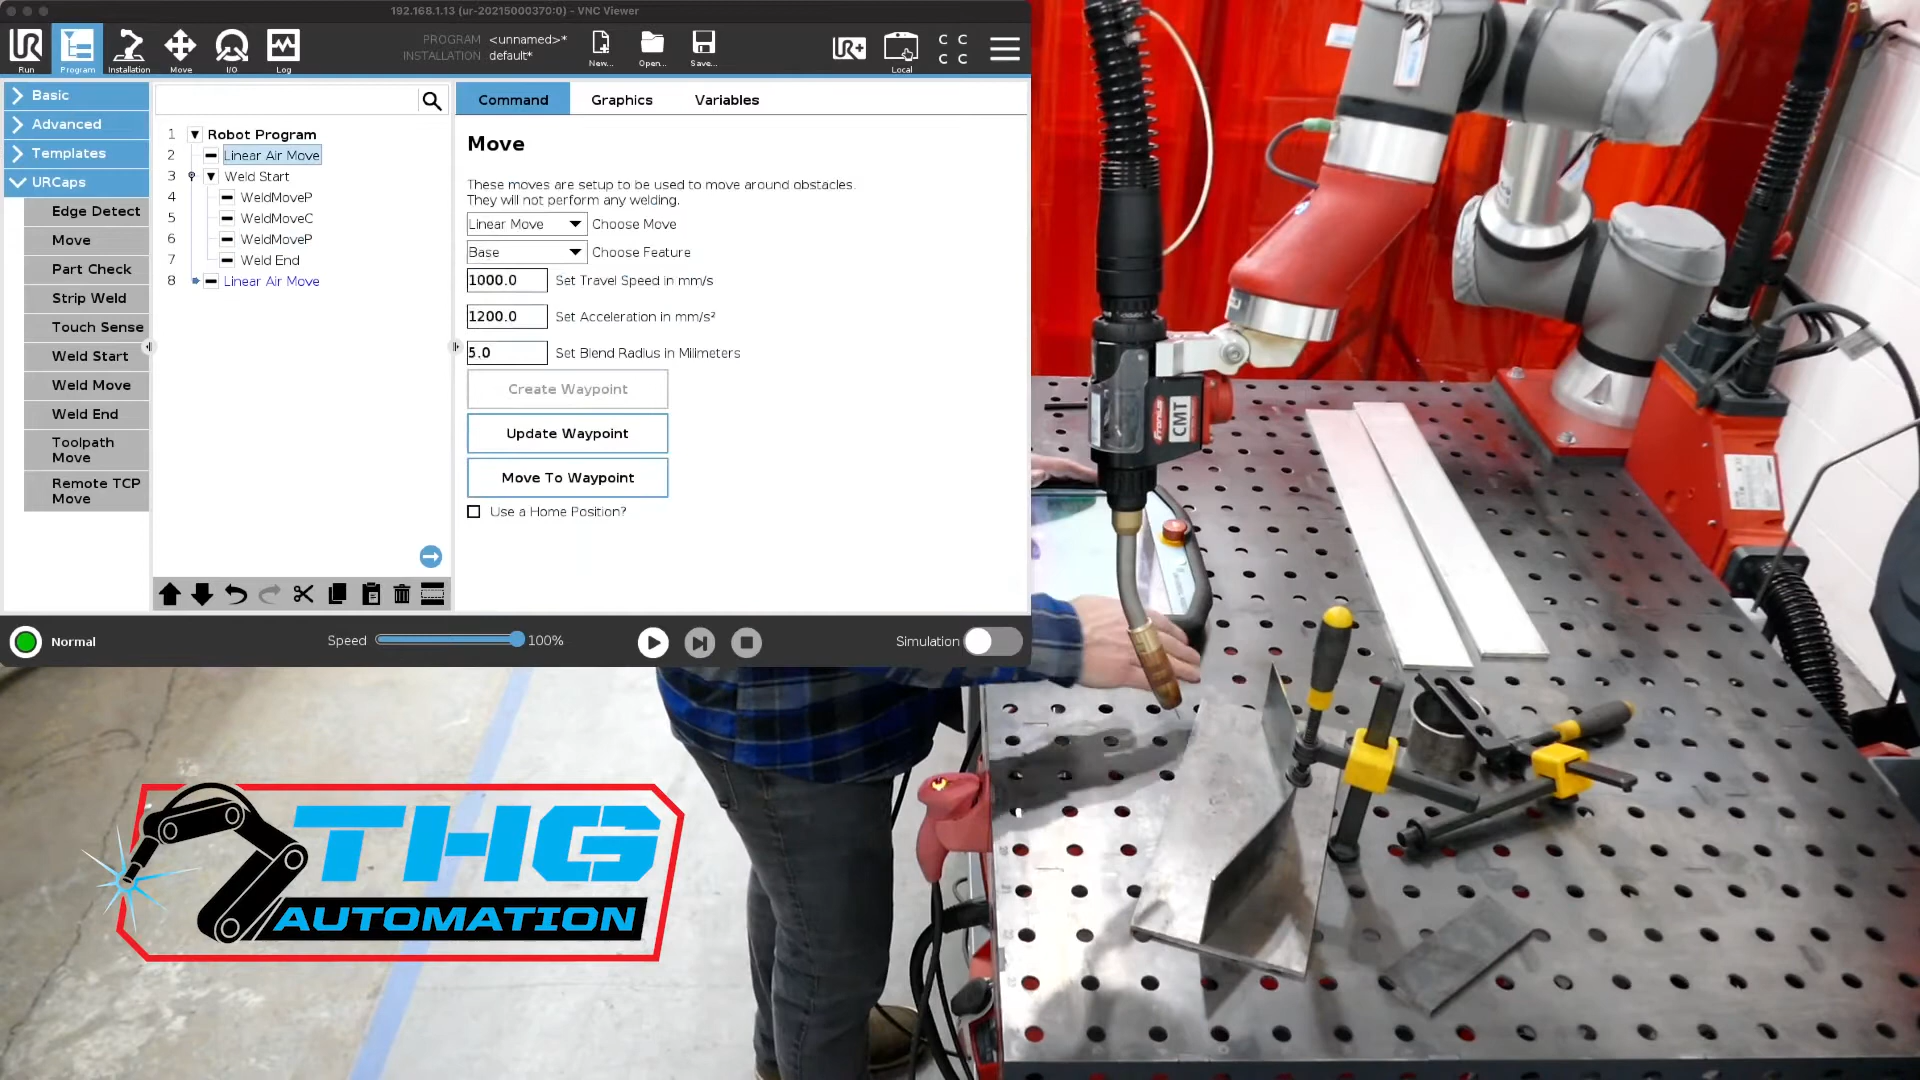 192.168.1.13 (ur-20215000370:0) - VNC Viewer
Run
Program
Installation
Move
I/O
Log
PROGRAM <unnamed>*
INSTALLATION default*
New...
Open...
Save...
UR+
Local
C C
C C
Basic
Advanced
Templates
URCaps
Edge Detect
Move
Part Check
Strip Weld
Touch Sense
Weld Start
Weld Move
Weld End
Toolpath
Move
Remote TCP
Move
1 Robot Program
2 Linear Air Move
3 Weld Start
4 WeldMoveP
5 WeldMoveC
6 WeldMoveP
7 Weld End
8 Linear Air Move
Command Graphics Variables
Move
These moves are setup to be used to move around obstacles.
They will not perform any welding.
Linear Move Choose Move
Base Choose Feature
1000.0 Set Travel Speed in mm/s
1200.0 Set Acceleration in mm/s²
5.0 Set Blend Radius in Milimeters
Create Waypoint
Update Waypoint
Move To Waypoint
Use a Home Position?
Normal
Speed 100%
Simulation
Fronius
CMT
THG
AUTOMATION